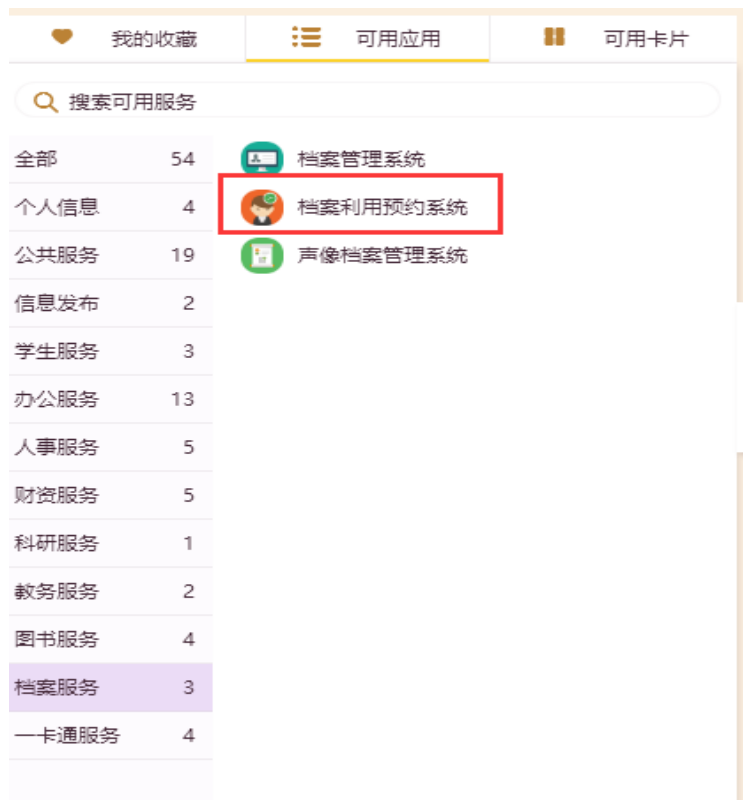 我的收藏 可用应用 可用卡片
搜索可用服务
全部 54
档案管理系统
个人信息 4
档案利用预约系统
公共服务 19
声像档案管理系统
信息发布 2
学生服务 3
办公服务 13
人事服务 5
财资服务 5
科研服务 1
教务服务 2
图书服务 4
档案服务 3
一卡通服务 4